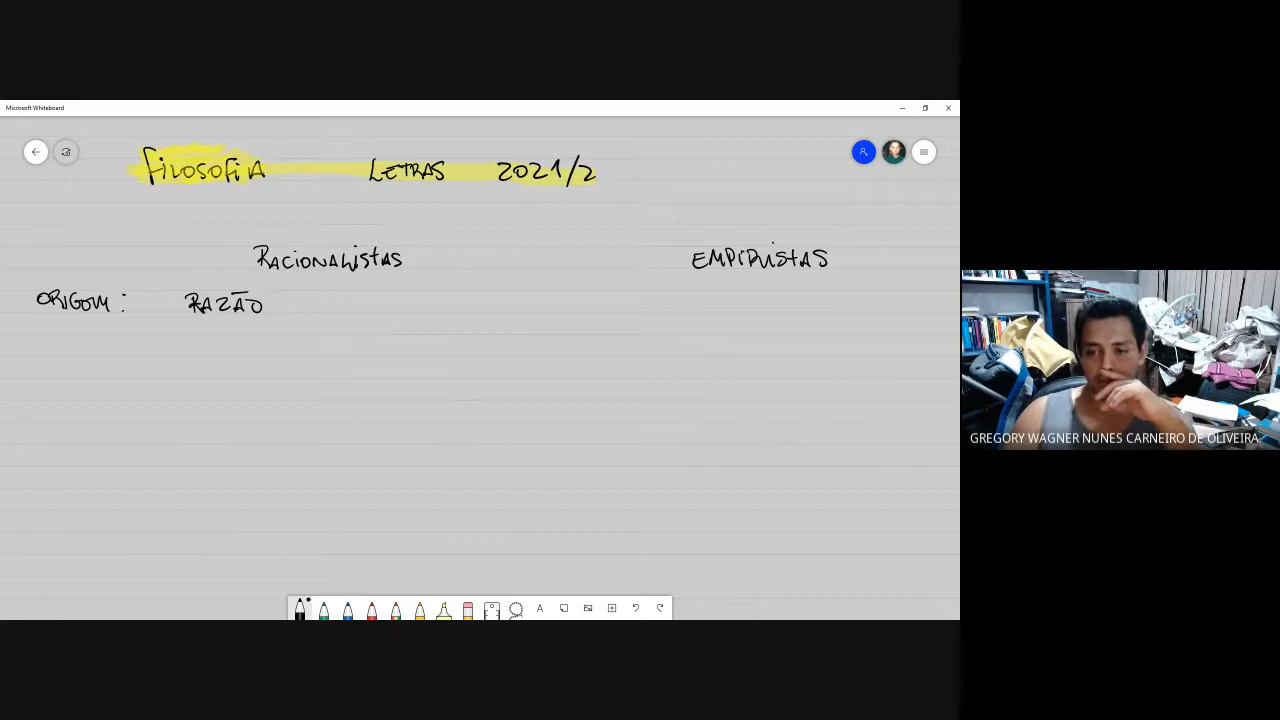 Microsoft Whiteboard
FILOSOFIA LETRAS 2021/2
RACIONALISTAS EMPIRISTAS
ORIGEM: RAZÃO
GREGORY WAGNER NUNES CARNEIRO DE OLIVEIRA
A